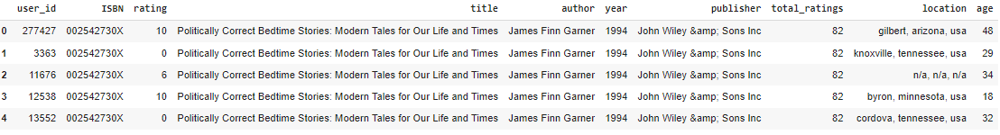 user_id ISBN rating title author year publisher total_ratings location age
0 277427 002542730X 10 Politically Correct Bedtime Stories: Modern Tales for Our Life and Times James Finn Garner 1994 John Wiley &amp; Sons Inc 82 gilbert, arizona, usa 48
1 3363 002542730X 0 Politically Correct Bedtime Stories: Modern Tales for Our Life and Times James Finn Garner 1994 John Wiley &amp; Sons Inc 82 knoxville, tennessee, usa 29
2 11676 002542730X 6 Politically Correct Bedtime Stories: Modern Tales for Our Life and Times James Finn Garner 1994 John Wiley &amp; Sons Inc 82 n/a, n/a, n/a 34
3 12538 002542730X 10 Politically Correct Bedtime Stories: Modern Tales for Our Life and Times James Finn Garner 1994 John Wiley &amp; Sons Inc 82 byron, minnesota, usa 18
4 13552 002542730X 0 Politically Correct Bedtime Stories: Modern Tales for Our Life and Times James Finn Garner 1994 John Wiley &amp; Sons Inc 82 cordova, tennessee, usa 32